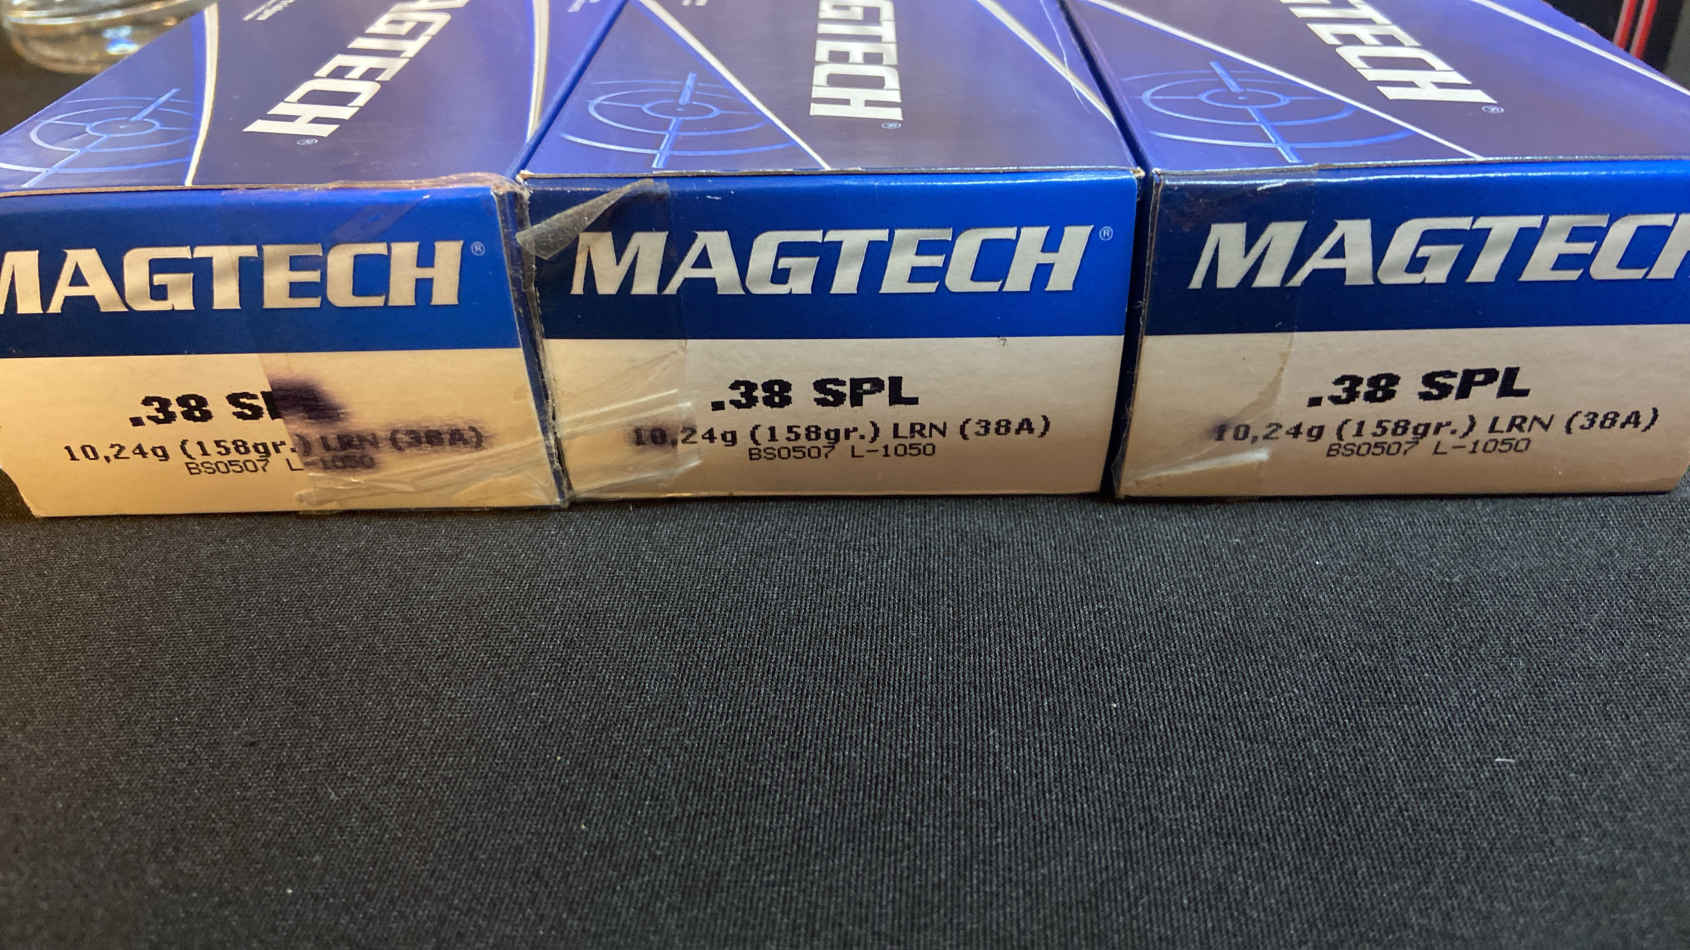 MAGTECH®
MAGTECH®
MAGTECH®
MAGTECH®
.38 SPL
10,24g (158gr.) LRN (38A)
BS0507 L-1050
MAGTECH®
.38 SPL
10,24g (158gr.) LRN (38A)
BS0507 L-1050
MAGTECH
.38 SPL
10,24g (158gr.) LRN (38A)
BS0507 L-1050